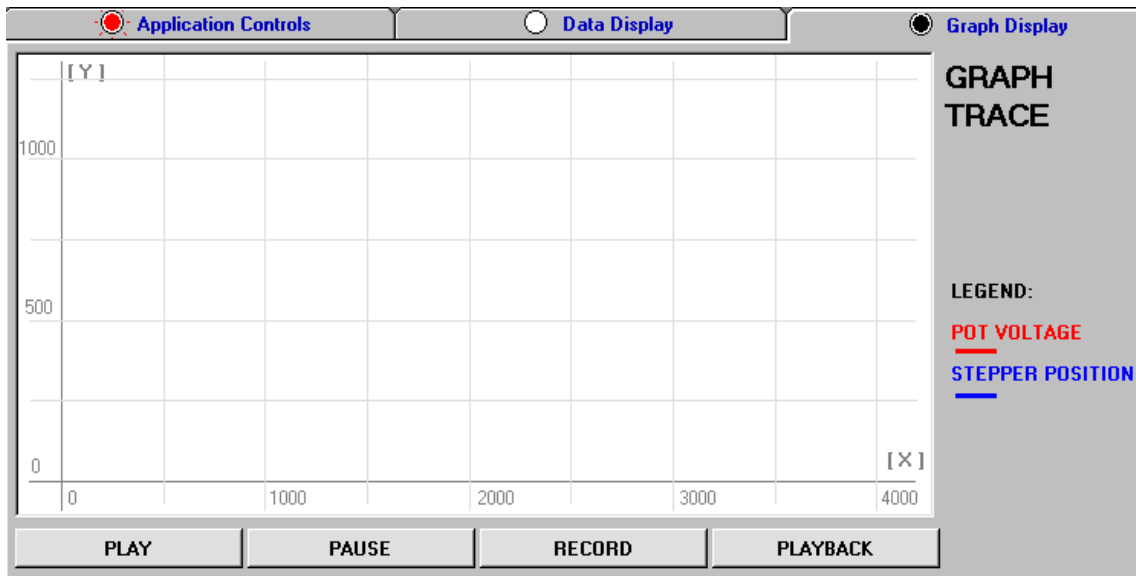 Application Controls
Data Display
Graph Display
[ Y ]
GRAPH
TRACE
1000
500
LEGEND:
POT VOLTAGE
STEPPER POSITION
0
[ X ]
0 1000 2000 3000 4000
PLAY PAUSE RECORD PLAYBACK